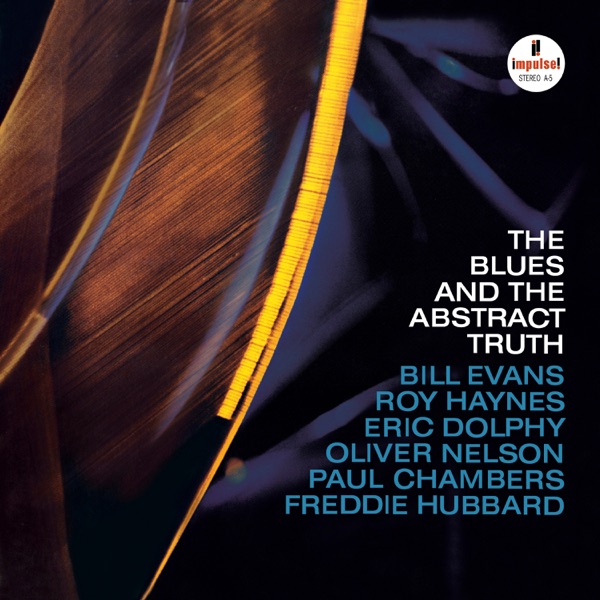 impulse!
STEREO A-5
THE
BLUES
AND THE
ABSTRACT
TRUTH
BILL EVANS
ROY HAYNES
ERIC DOLPHY
OLIVER NELSON
PAUL CHAMBERS
FREDDIE HUBBARD